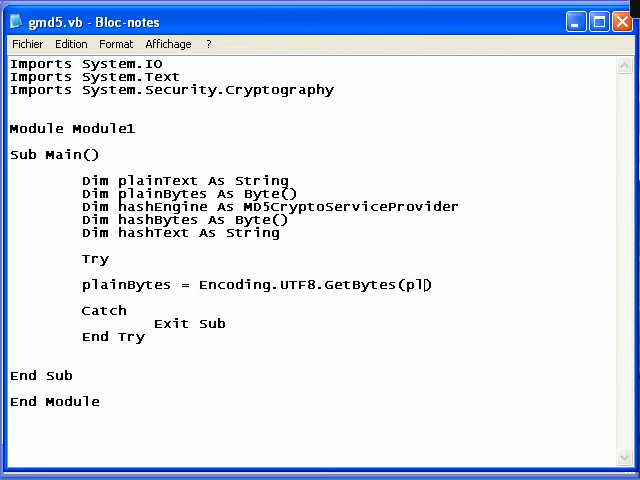 gmd5.vb - Bloc-notes
Fichier Edition Format Affichage ?
Imports System.IO
Imports System.Text
Imports System.Security.Cryptography
Module Module1
Sub Main()
Dim plainText As String
Dim plainBytes As Byte()
Dim hashEngine As MD5CryptoServiceProvider
Dim hashBytes As Byte()
Dim hashText As String
Try
plainBytes = Encoding.UTF8.GetBytes(pl)
Catch
Exit Sub
End Try
End Sub
End Module